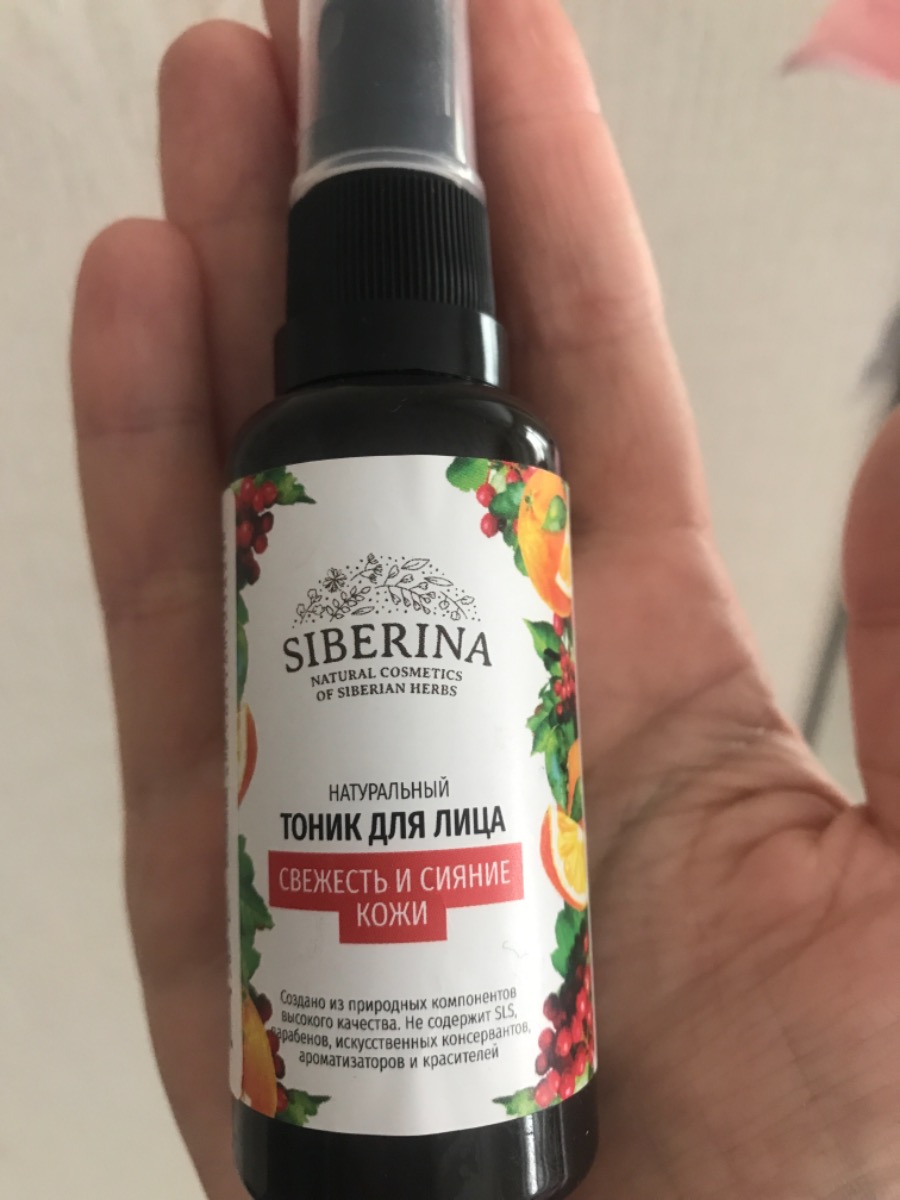 SIBERINA
NATURAL COSMETICS
OF SIBERIAN HERBS
НАТУРАЛЬНЫЙ
ТОНИК ДЛЯ ЛИЦА
СВЕЖЕСТЬ И СИЯНИЕ
КОЖИ
Создано из природных компонентов
высокого качества. Не содержит SLS,
парабенов, искусственных консервантов,
ароматизаторов и красителей